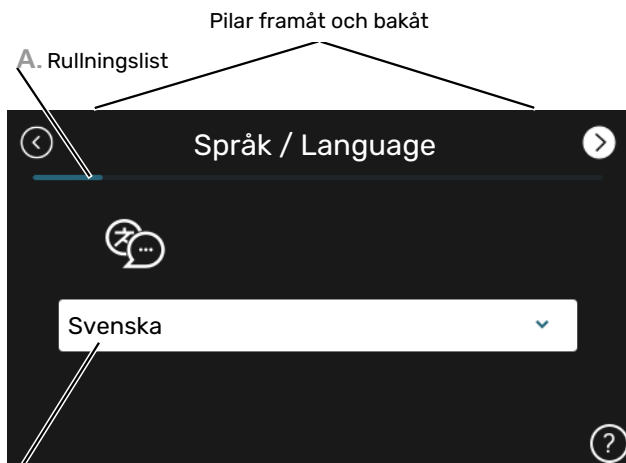 Pilar framåt och bakåt
A. Rullningslist
Språk / Language
Svenska
?